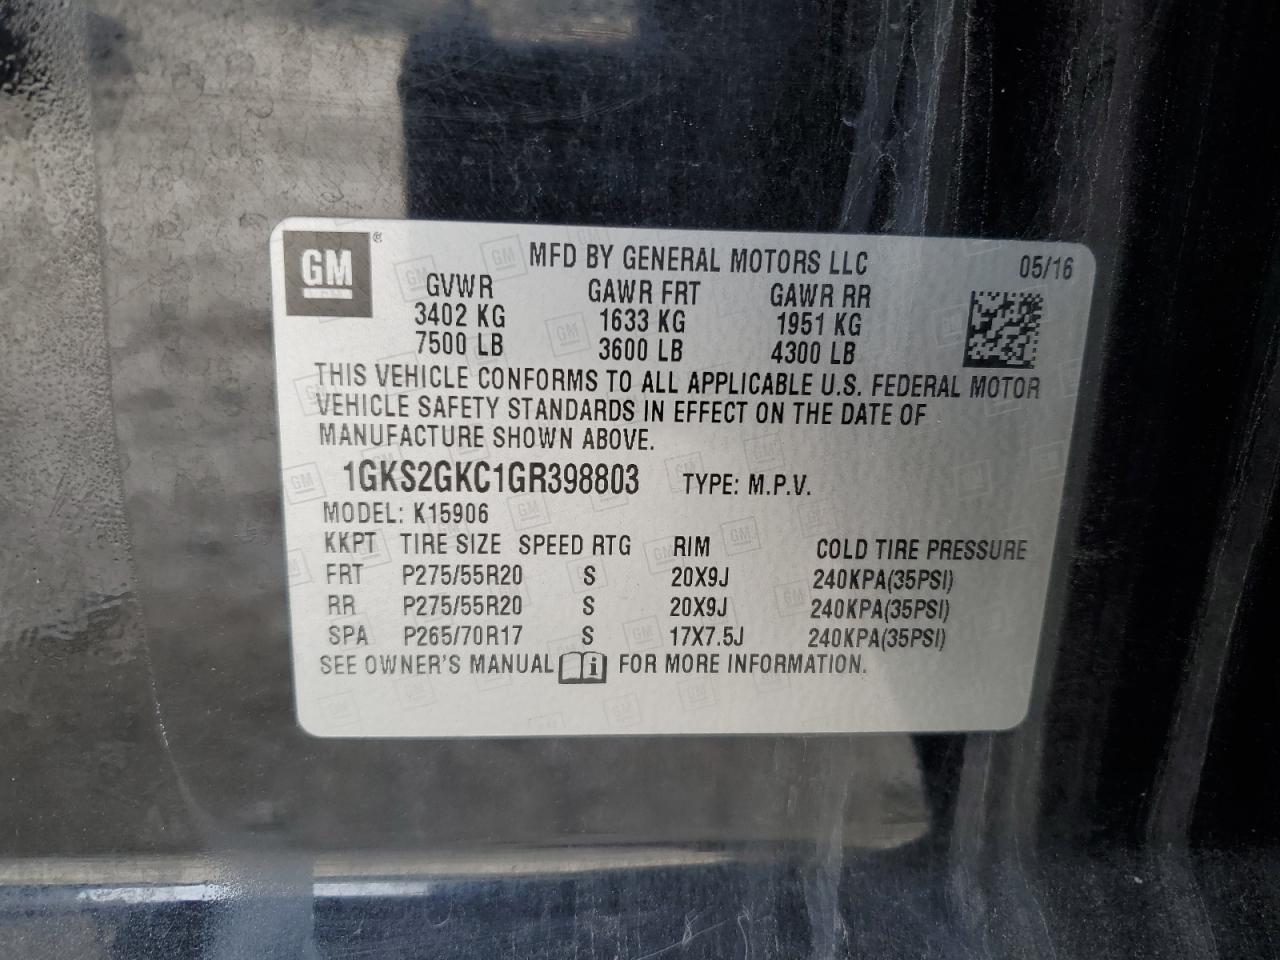 GM ® MFD BY GENERAL MOTORS LLC 05/16
GVWR GAWR FRT GAWR RR
3402 KG 1633 KG 1951 KG
7500 LB 3600 LB 4300 LB
THIS VEHICLE CONFORMS TO ALL APPLICABLE U.S. FEDERAL MOTOR
VEHICLE SAFETY STANDARDS IN EFFECT ON THE DATE OF
MANUFACTURE SHOWN ABOVE.
1GKS2GKC1GR398803 TYPE: M.P.V.
MODEL: K15906
KKPT TIRE SIZE SPEED RTG RIM COLD TIRE PRESSURE
FRT P275/55R20 S 20X9J 240KPA(35PSI)
RR P275/55R20 S 20X9J 240KPA(35PSI)
SPA P265/70R17 S 17X7.5J 240KPA(35PSI)
SEE OWNER'S MANUAL i FOR MORE INFORMATION.